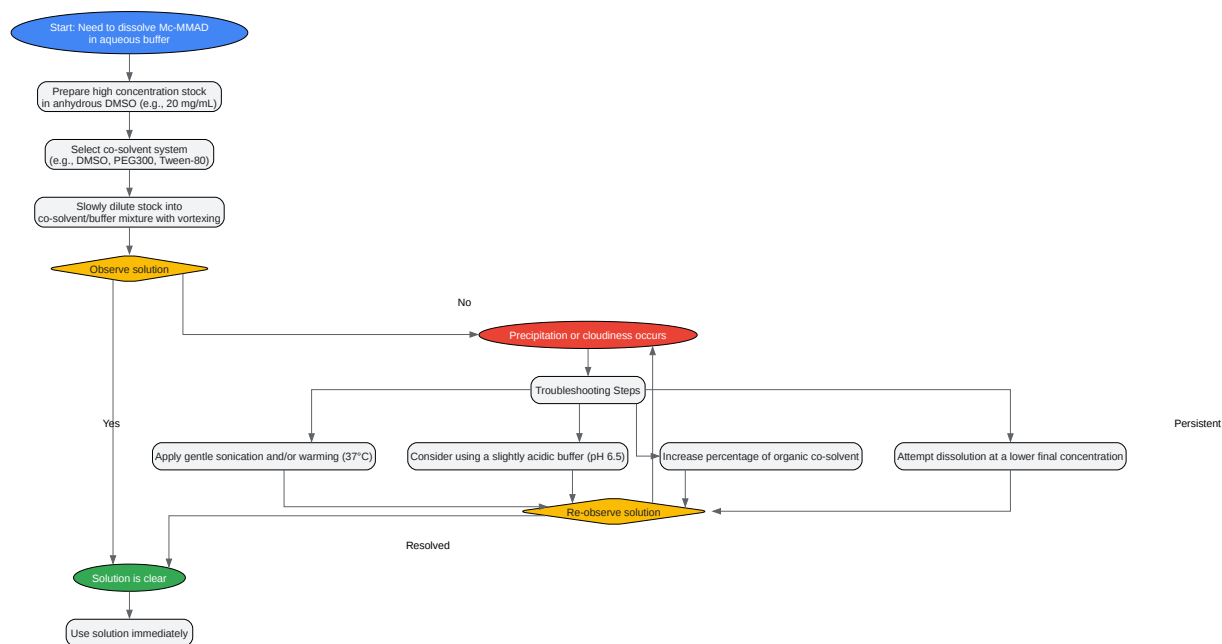 Start: Need to dissolve Mc-MMAD
in aqueous buffer
Prepare high concentration stock
in anhydrous DMSO (e.g., 20 mg/mL)
Select co-solvent system
(e.g., DMSO, PEG300, Tween-80)
Slowly dilute stock into
co-solvent/buffer mixture with vortexing
Observe solution
No
Precipitation or cloudiness occurs
Troubleshooting Steps
Yes
Persistent
Apply gentle sonication and/or warming (37°C)
Consider using a slightly acidic buffer (pH 6.5)
Increase percentage of organic co-solvent
Attempt dissolution at a lower final concentration
Re-observe solution
Resolved
Solution is clear
Use solution immediately